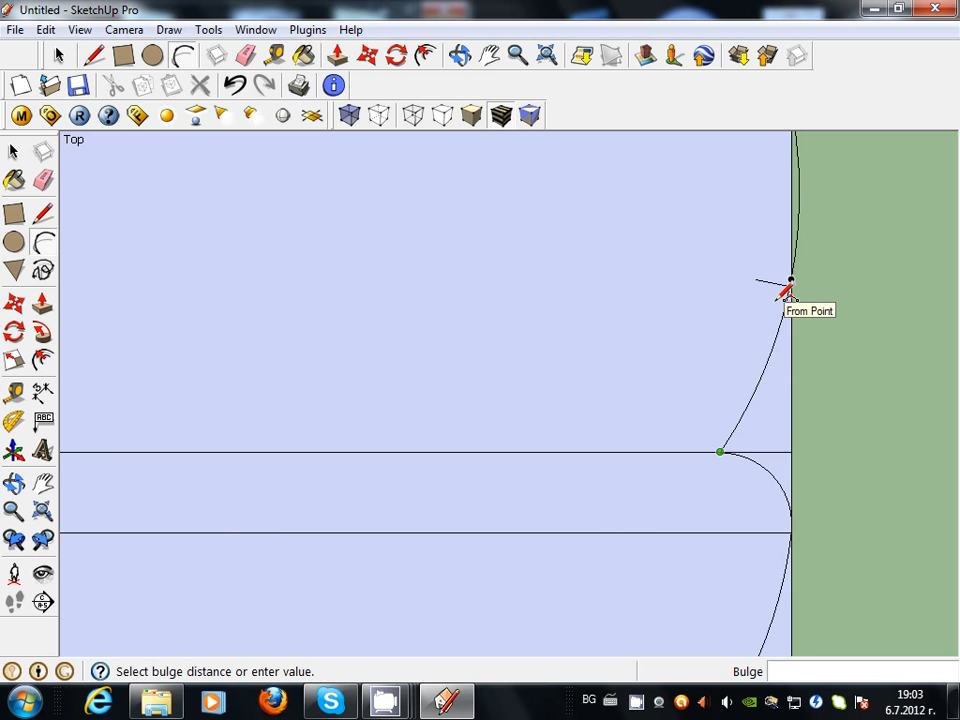 Untitled - SketchUp Pro
File Edit View Camera Draw Tools Window Plugins Help
M O R ?
Top
From Point
ABC
Select bulge distance or enter value.
Bulge
BG
19:03
6.7.2012 г.